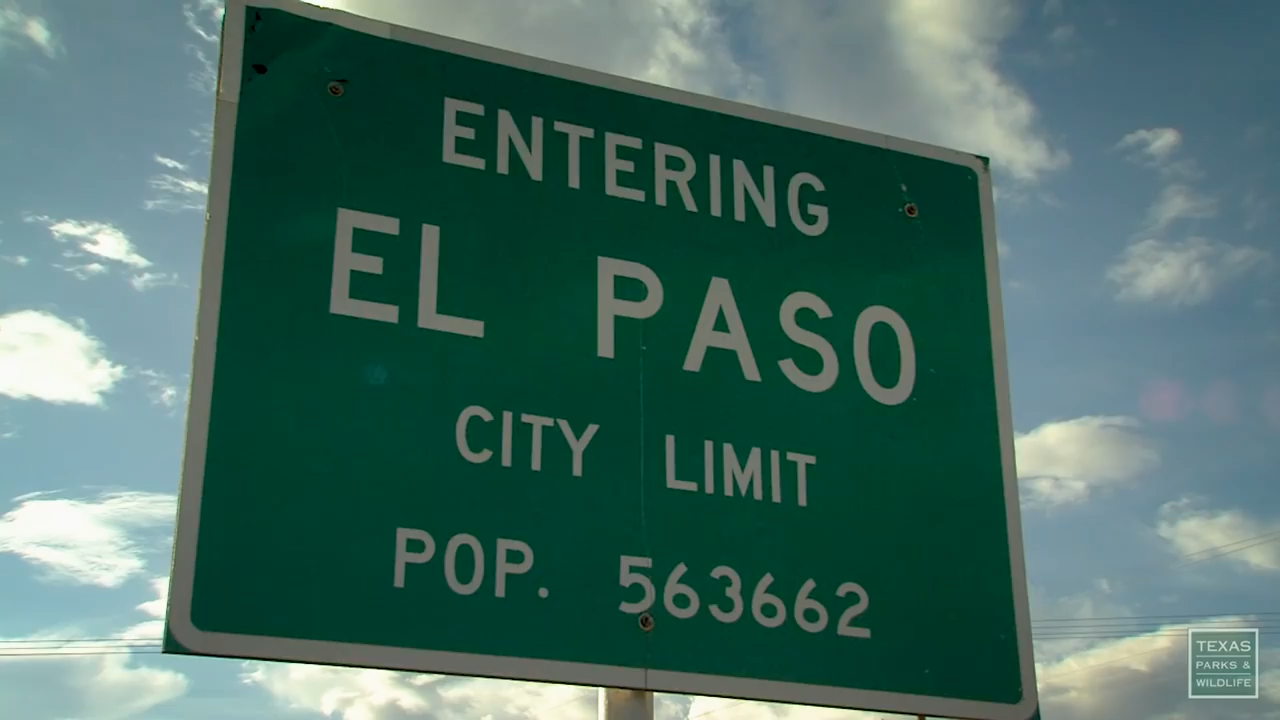 ENTERING
EL PASO
CITY LIMIT
POP. 563662
TEXAS
PARKS &
WILDLIFE